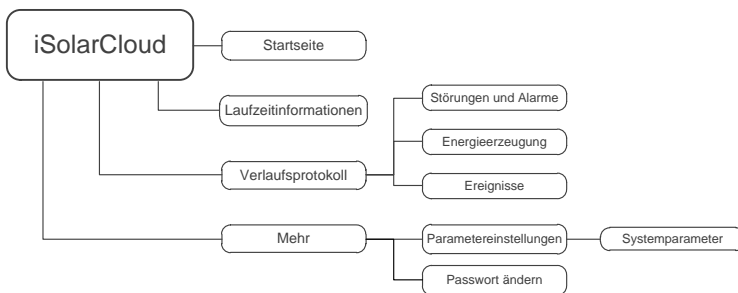 iSolarCloud
Startseite
Laufzeitinformationen
Störungen und Alarme
Energieerzeugung
Verlaufsprotokoll
Ereignisse
Mehr
Parametereinstellungen
Systemparameter
Passwort ändern